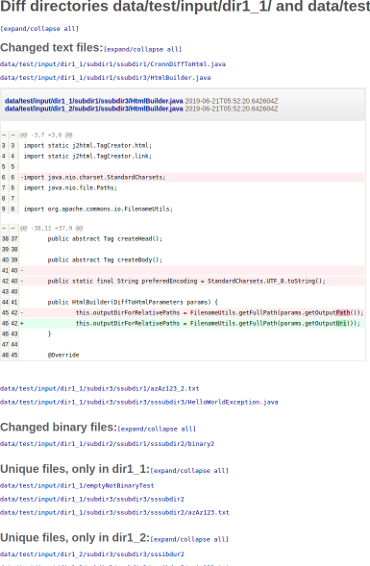 Diff directories data/test/input/dir1_1/ and data/test
[expand/collapse all]
Changed text files:[expand/collapse all]
data/test/input/dir1_1/subdir1/ssubdir1/CronnDiffToHtml.java
data/test/input/dir1_1/subdir1/ssubdir3/HtmlBuilder.java
data/test/input/dir1_1/subdir1/ssubdir3/HtmlBuilder.java 2019-06-21T05:52:20.642604Z
data/test/input/dir1_2/subdir1/ssubdir3/HtmlBuilder.java 2019-06-21T05:52:20.642604Z
-- -- @@ -3,7 +3,6 @@
3 3 import static j2html.TagCreator.html;
4 4 import static j2html.TagCreator.link;
5 5
6 6 -import java.nio.charset.StandardCharsets;
7 6 import java.nio.file.Paths;
8 7
9 8 import org.apache.commons.io.FilenameUtils;
-- -- @@ -38,11 +37,9 @@
38 37 public abstract Tag createHead();
39 38
40 39 public abstract Tag createBody();
41 40 -
42 40 - public static final String preferedEncoding = StandardCharsets.UTF_8.toString();
43 40
44 41 public HtmlBuilder(DiffToHtmlParameters params) {
45 42 - this.outputDirForRelativePaths = FilenameUtils.getFullPath(params.getOutputPath());
46 42 + this.outputDirForRelativePaths = FilenameUtils.getFullPath(params.getOutputUri());
46 43 }
47 44
48 45 @Override
data/test/input/dir1_1/subdir3/ssubdir1/azAz123_2.txt
data/test/input/dir1_1/subdir3/ssubdir3/sssubdir3/HelloWorldException.java
Changed binary files:[expand/collapse all]
data/test/input/dir1_1/subdir2/ssubdir1/sssubdir2/binary2
Unique files, only in dir1_1:[expand/collapse all]
data/test/input/dir1_1/emptyNotBinaryTest
data/test/input/dir1_1/subdir3/ssubdir3/sssubdir2
data/test/input/dir1_1/subdir3/ssubdir3/sssubdir2/azAz123.txt
Unique files, only in dir1_2:[expand/collapse all]
data/test/input/dir1_2/subdir3/ssubdir3/sssibdur2